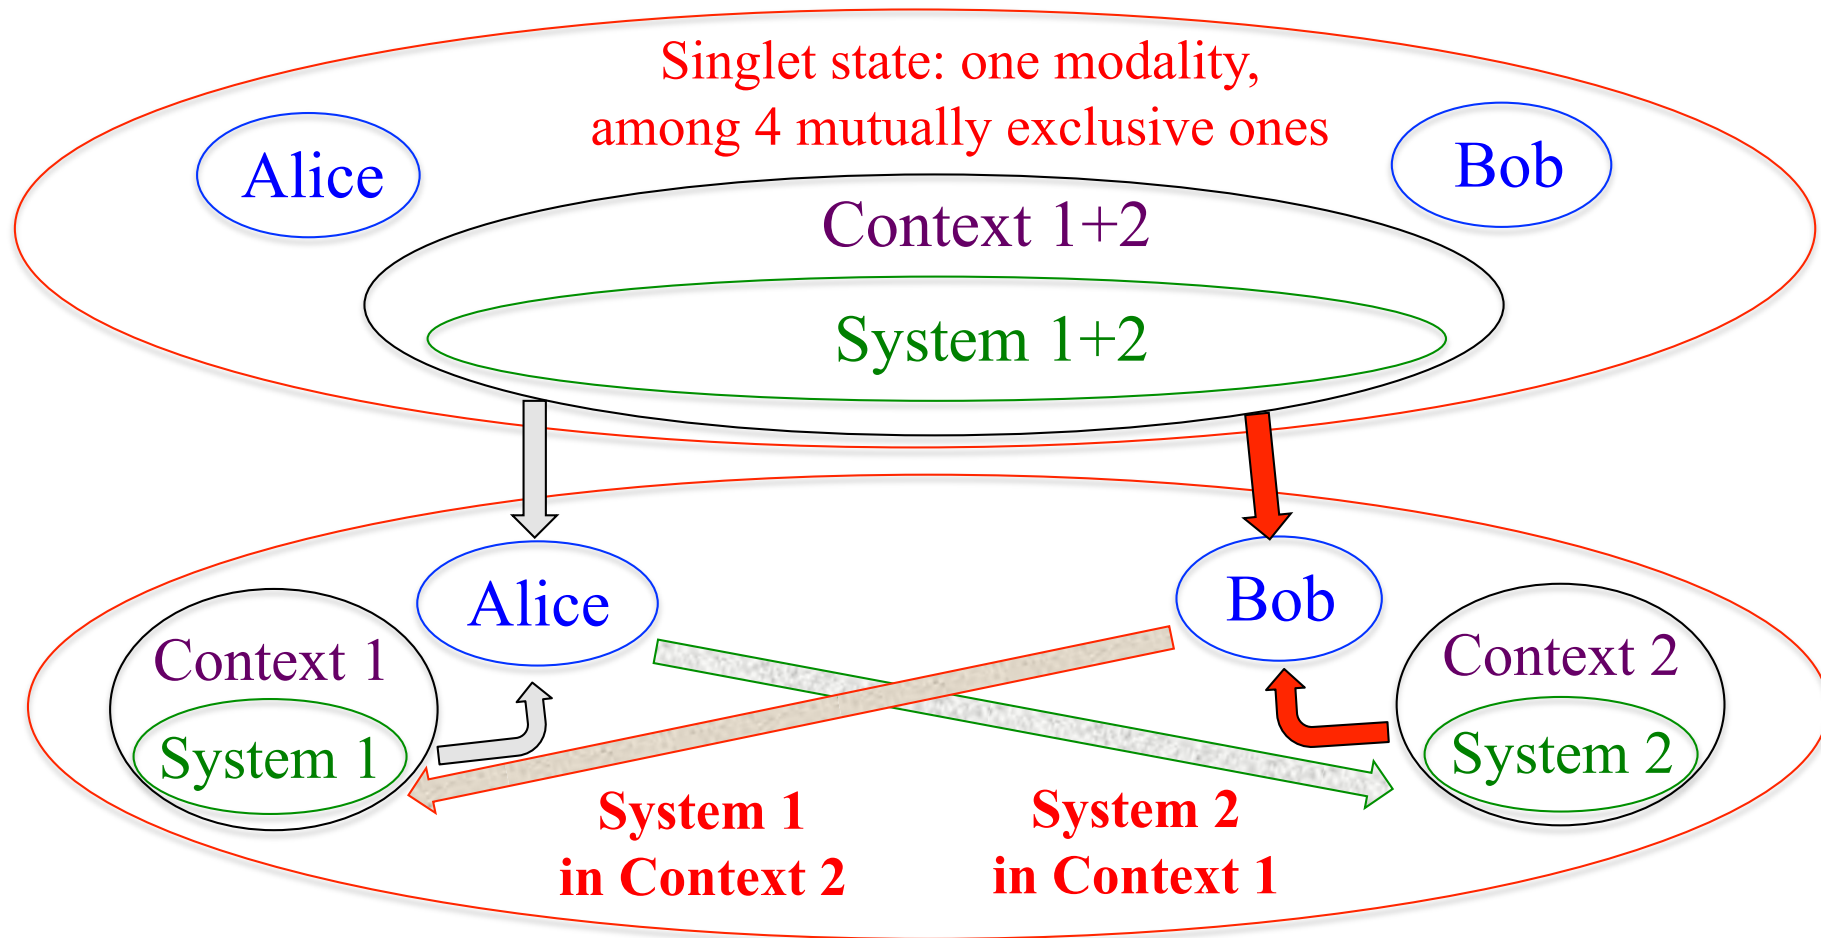 Singlet state: one modality,
among 4 mutually exclusive ones
Alice
Bob
Context 1+2
System 1+2
Alice
Bob
Context 1
System 1
Context 2
System 2
System 1
in Context 2
System 2
in Context 1